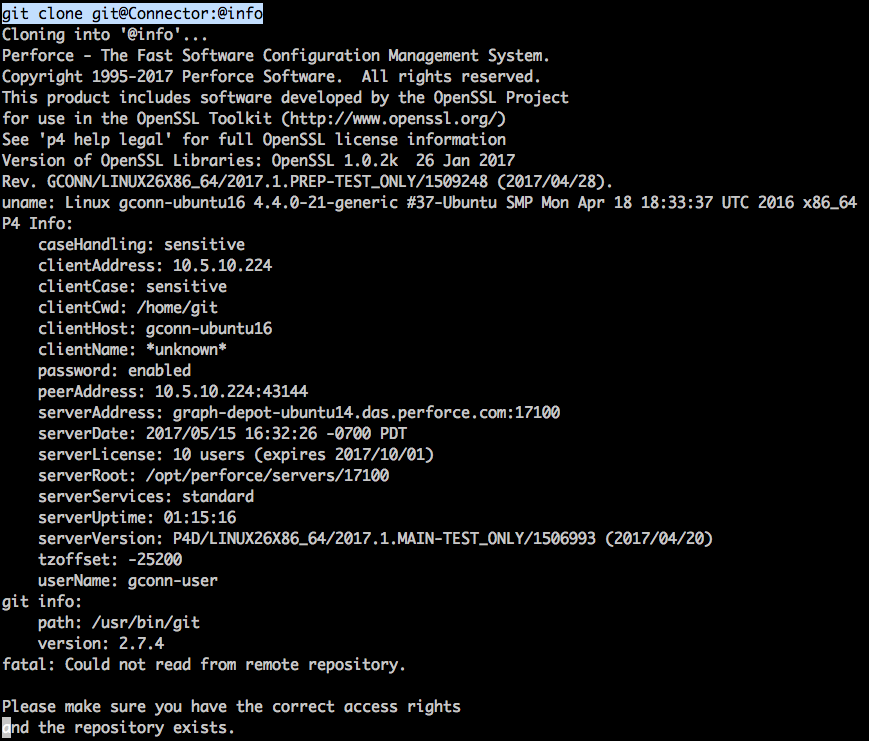 git clone git@Connector:@info
Cloning into '@info'...
Perforce - The Fast Software Configuration Management System.
Copyright 1995-2017 Perforce Software.  All rights reserved.
This product includes software developed by the OpenSSL Project
for use in the OpenSSL Toolkit (http://www.openssl.org/)
See 'p4 help legal' for full OpenSSL license information
Version of OpenSSL Libraries: OpenSSL 1.0.2k  26 Jan 2017
Rev. GCONN/LINUX26X86_64/2017.1.PREP-TEST_ONLY/1509248 (2017/04/28).
uname: Linux gconn-ubuntu16 4.4.0-21-generic #37-Ubuntu SMP Mon Apr 18 18:33:37 UTC 2016 x86_64
P4 Info:
    caseHandling: sensitive
    clientAddress: 10.5.10.224
    clientCase: sensitive
    clientCwd: /home/git
    clientHost: gconn-ubuntu16
    clientName: *unknown*
    password: enabled
    peerAddress: 10.5.10.224:43144
    serverAddress: graph-depot-ubuntu14.das.perforce.com:17100
    serverDate: 2017/05/15 16:32:26 -0700 PDT
    serverLicense: 10 users (expires 2017/10/01)
    serverRoot: /opt/perforce/servers/17100
    serverServices: standard
    serverUptime: 01:15:16
    serverVersion: P4D/LINUX26X86_64/2017.1.MAIN-TEST_ONLY/1506993 (2017/04/20)
    tzoffset: -25200
    userName: gconn-user
git info:
    path: /usr/bin/git
    version: 2.7.4
fatal: Could not read from remote repository.

Please make sure you have the correct access rights
and the repository exists.